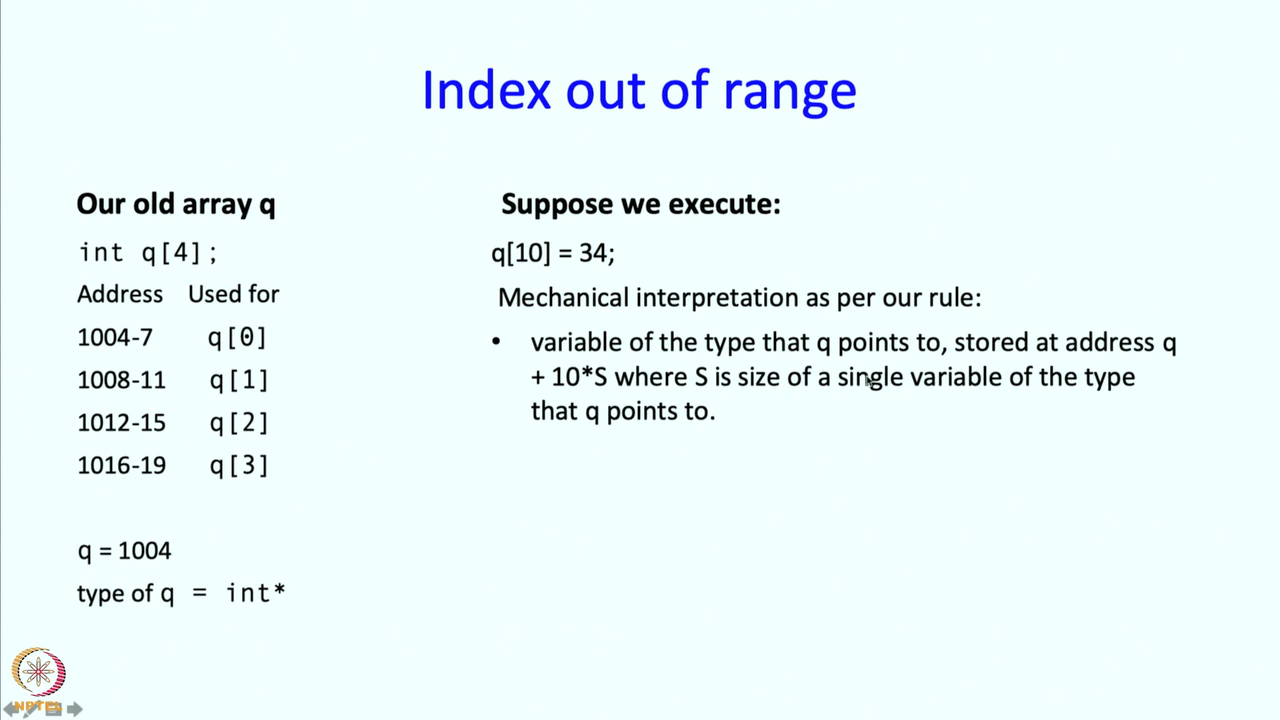 Index out of range
Our old array q
int q[4];
Address Used for
1004-7 q[0]
1008-11 q[1]
1012-15 q[2]
1016-19 q[3]
q = 1004
type of q = int*
Suppose we execute:
q[10] = 34;
Mechanical interpretation as per our rule:
• variable of the type that q points to, stored at address q
+ 10*S where S is size of a single variable of the type
that q points to.
NPTEL